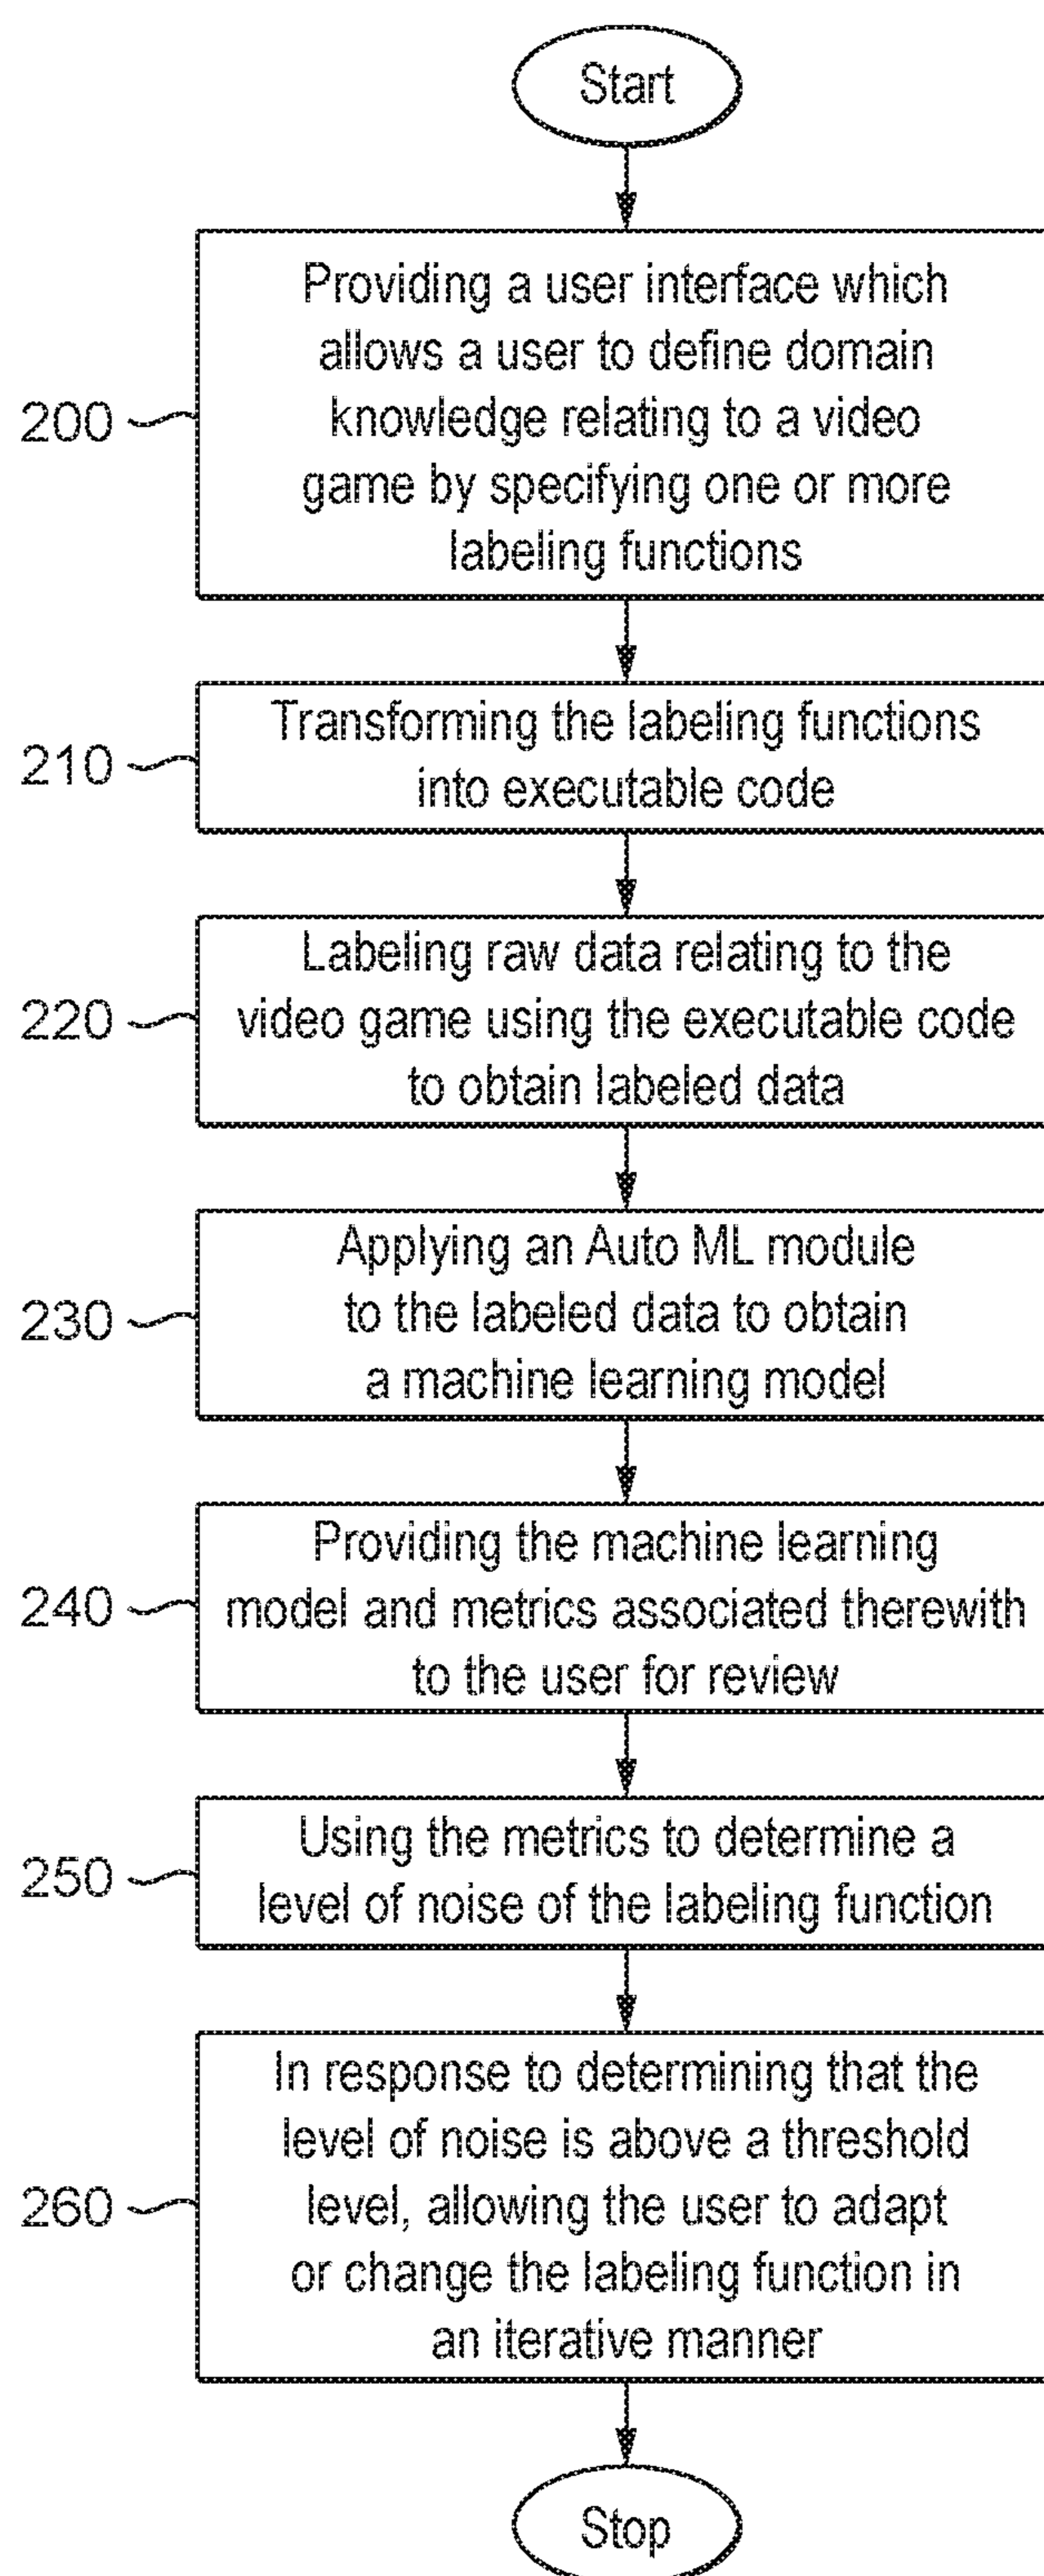 Start
200
Providing a user interface which
allows a user to define domain
knowledge relating to a video
game by specifying one or more
labeling functions
210
Transforming the labeling functions
into executable code
220
Labeling raw data relating to the
video game using the executable code
to obtain labeled data
230
Applying an Auto ML module
to the labeled data to obtain
a machine learning model
240
Providing the machine learning
model and metrics associated therewith
to the user for review
250
Using the metrics to determine a
level of noise of the labeling function
260
In response to determining that the
level of noise is above a threshold
level, allowing the user to adapt
or change the labeling function in
an iterative manner
Stop